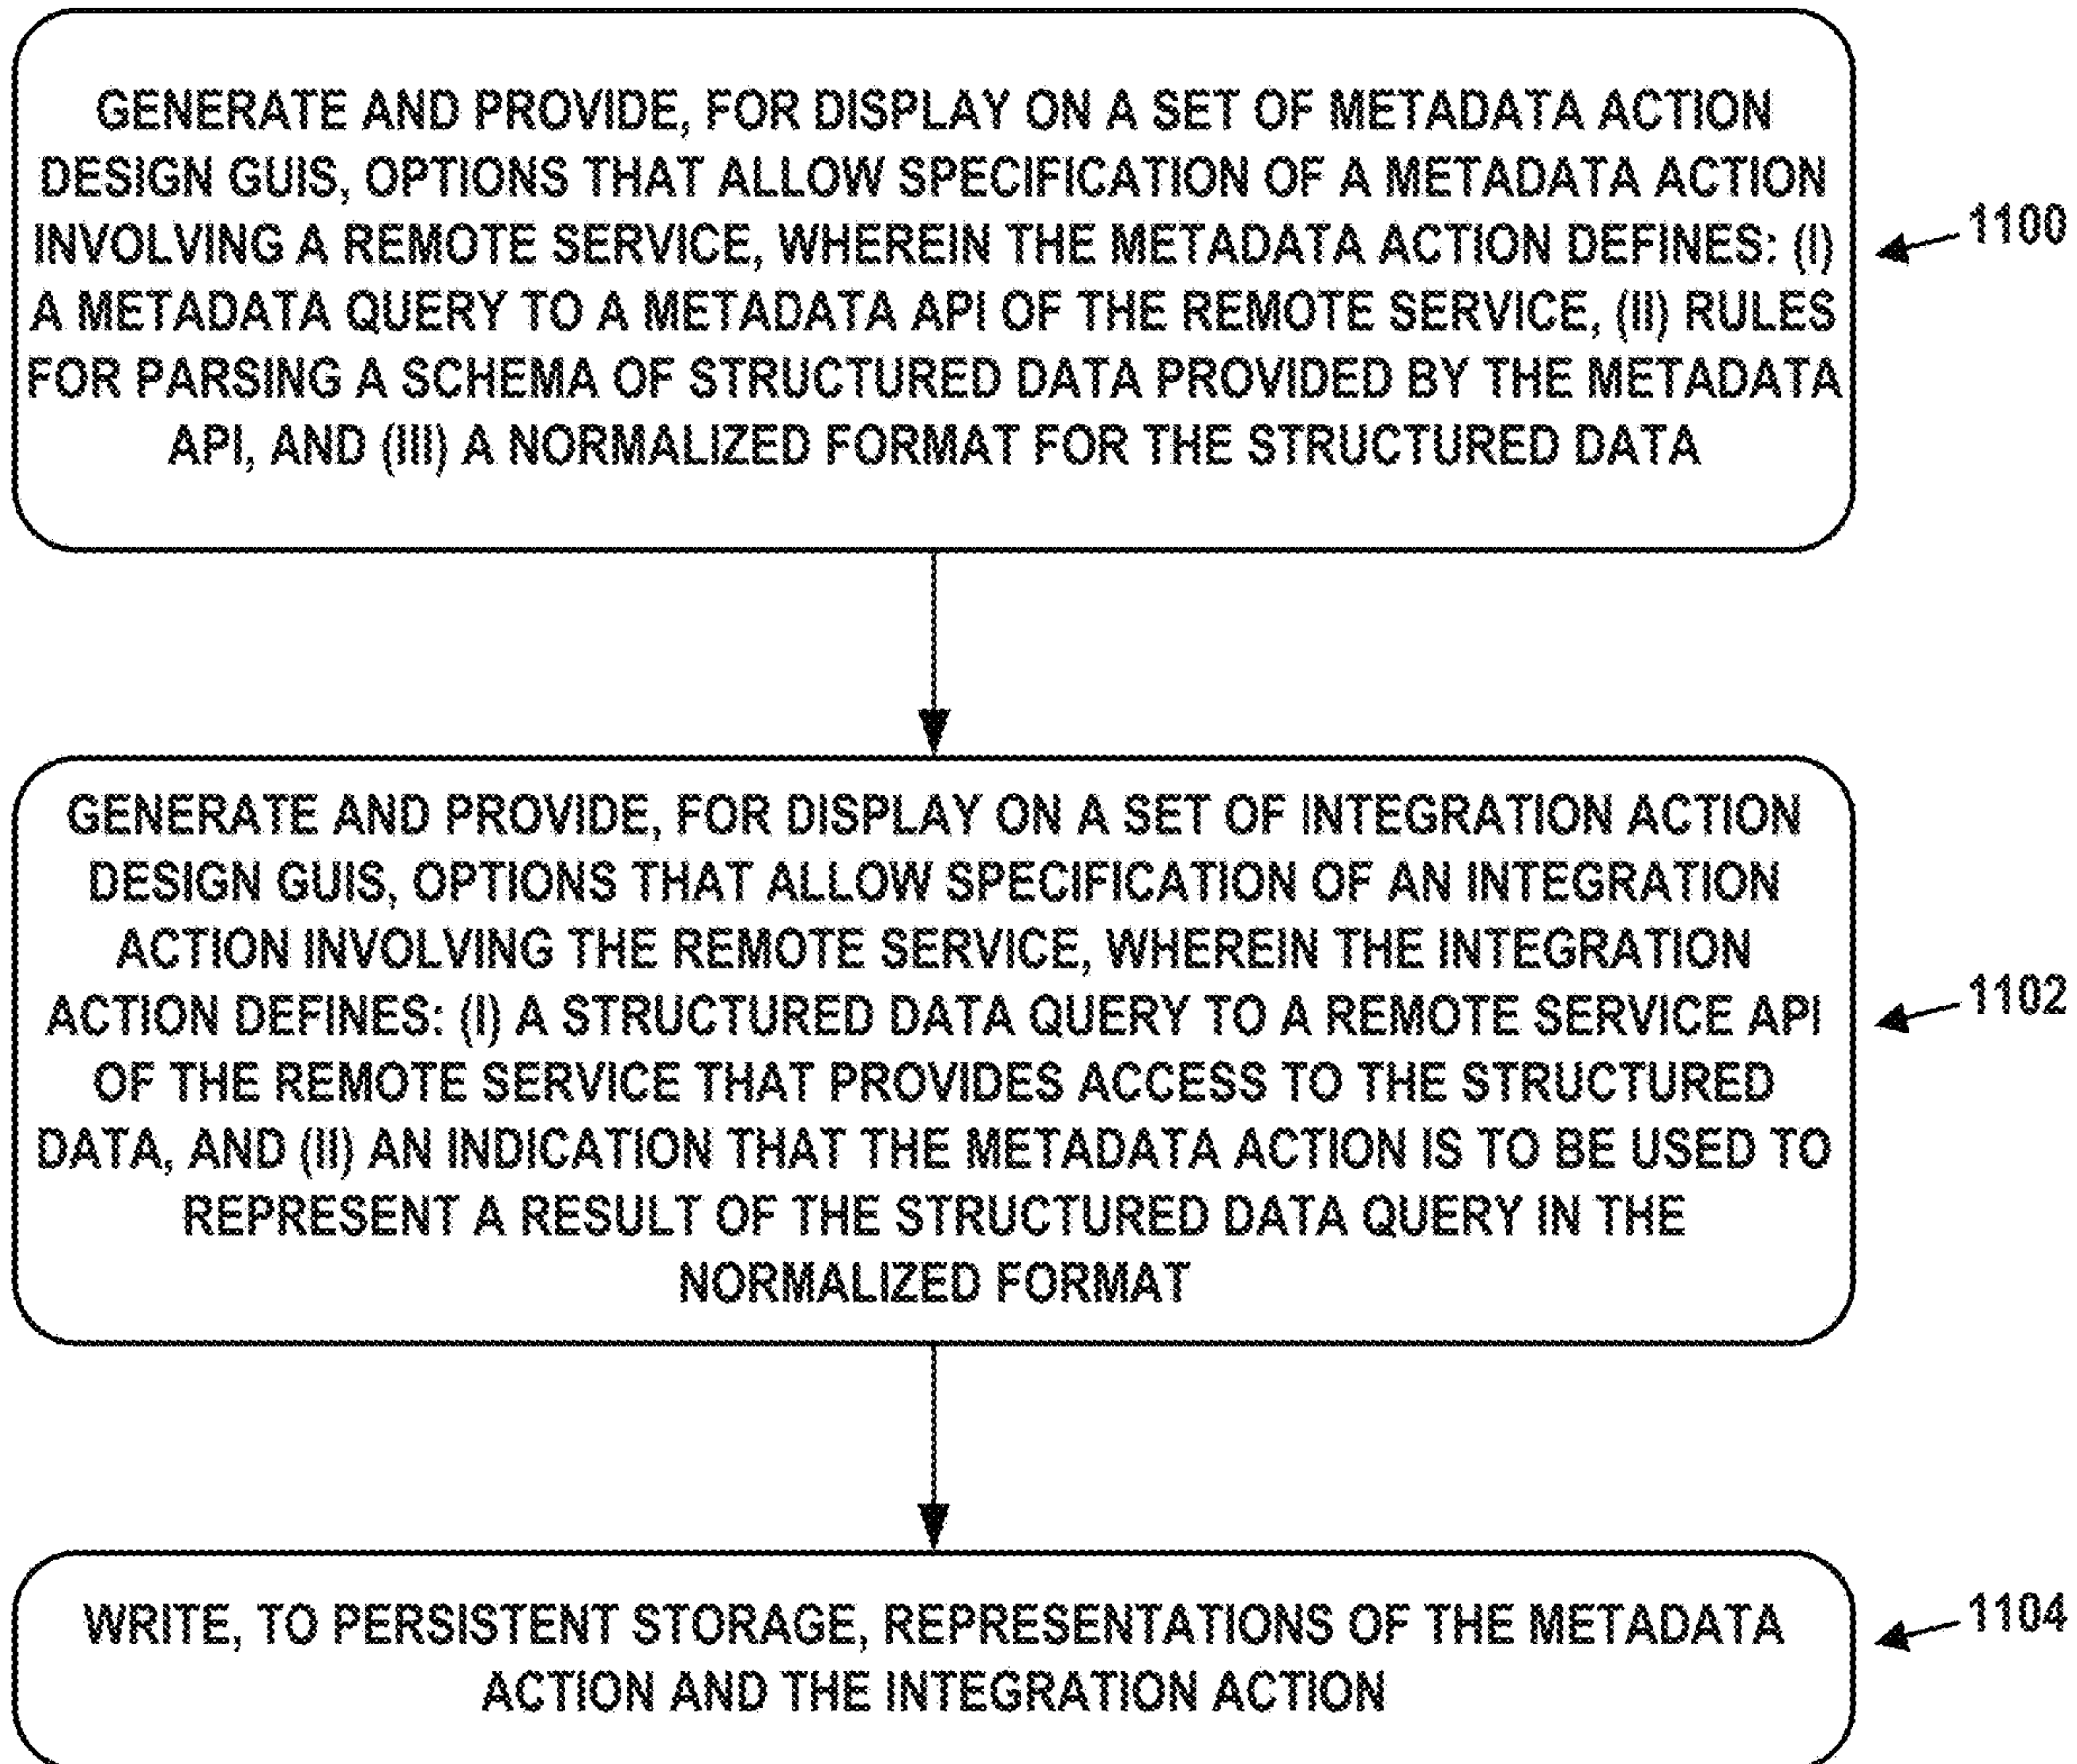 GENERATE AND PROVIDE, FOR DISPLAY ON A SET OF METADATA ACTION
DESIGN GUIS, OPTIONS THAT ALLOW SPECIFICATION OF A METADATA ACTION
INVOLVING A REMOTE SERVICE, WHEREIN THE METADATA ACTION DEFINES: (I)
A METADATA QUERY TO A METADATA API OF THE REMOTE SERVICE, (II) RULES
FOR PARSING A SCHEMA OF STRUCTURED DATA PROVIDED BY THE METADATA
API, AND (III) A NORMALIZED FORMAT FOR THE STRUCTURED DATA
1100
GENERATE AND PROVIDE, FOR DISPLAY ON A SET OF INTEGRATION ACTION
DESIGN GUIS, OPTIONS THAT ALLOW SPECIFICATION OF AN INTEGRATION
ACTION INVOLVING THE REMOTE SERVICE, WHEREIN THE INTEGRATION
ACTION DEFINES: (I) A STRUCTURED DATA QUERY TO A REMOTE SERVICE API
OF THE REMOTE SERVICE THAT PROVIDES ACCESS TO THE STRUCTURED
DATA, AND (II) AN INDICATION THAT THE METADATA ACTION IS TO BE USED TO
REPRESENT A RESULT OF THE STRUCTURED DATA QUERY IN THE
NORMALIZED FORMAT
1102
WRITE, TO PERSISTENT STORAGE, REPRESENTATIONS OF THE METADATA
ACTION AND THE INTEGRATION ACTION
1104